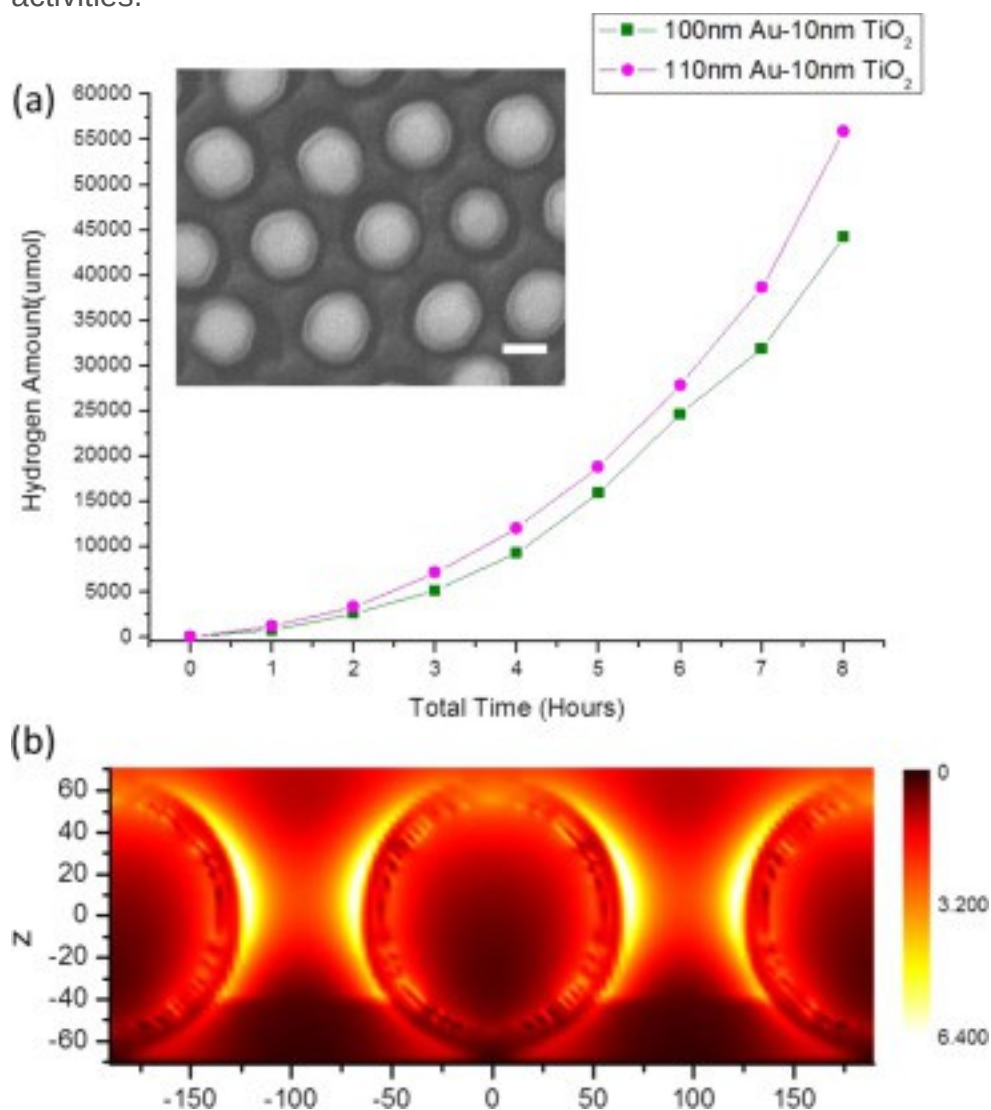 activities.
100nm Au-10nm TiO2
110nm Au-10nm TiO2
(a)
60000
55000
50000
45000
40000
35000
30000
25000
20000
15000
10000
5000
0
Hydrogen Amount(umol)
0 1 2 3 4 5 6 7 8
Total Time (Hours)
(b)
60
40
20
0
-20
-40
-60
z
-150 -100 -50 0 50 100 150
0
3.200
6.400